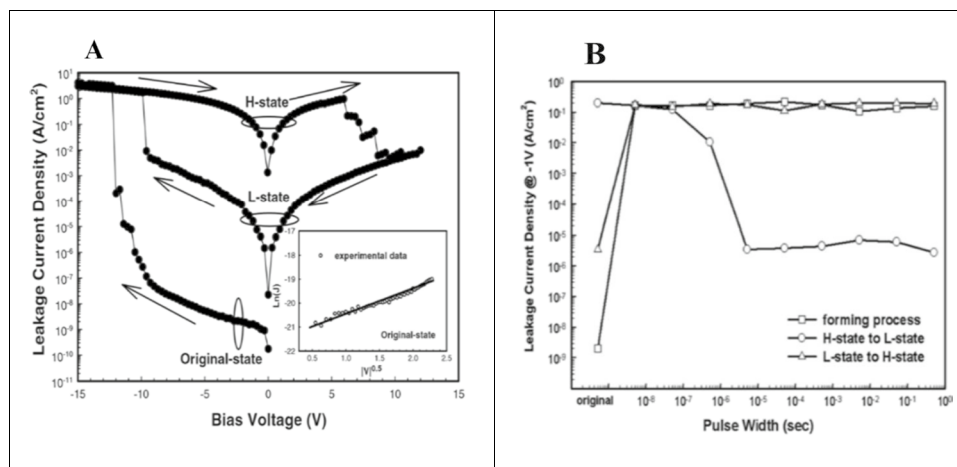 A
Leakage Current Density (A/cm²)
10¹
10⁰
10⁻¹
10⁻²
10⁻³
10⁻⁴
10⁻⁵
10⁻⁶
10⁻⁷
10⁻⁸
10⁻⁹
10⁻¹⁰
10⁻¹¹
H-state
L-state
Original-state
-17
-18
-19
-20
-21
-22
Ln(J)
experimental data
Original-state
0.5 1.0 1.5 2.0 2.5
|V|⁰·⁵
-15 -10 -5 0 5 10 15
Bias Voltage (V)
B
Leakage Current Density @ -1V (A/cm²)
10¹
10⁰
10⁻¹
10⁻²
10⁻³
10⁻⁴
10⁻⁵
10⁻⁶
10⁻⁷
10⁻⁸
10⁻⁹
forming process
H-state to L-state
L-state to H-state
original 10⁻⁸ 10⁻⁷ 10⁻⁶ 10⁻⁵ 10⁻⁴ 10⁻³ 10⁻² 10⁻¹ 10⁰
Pulse Width (sec)